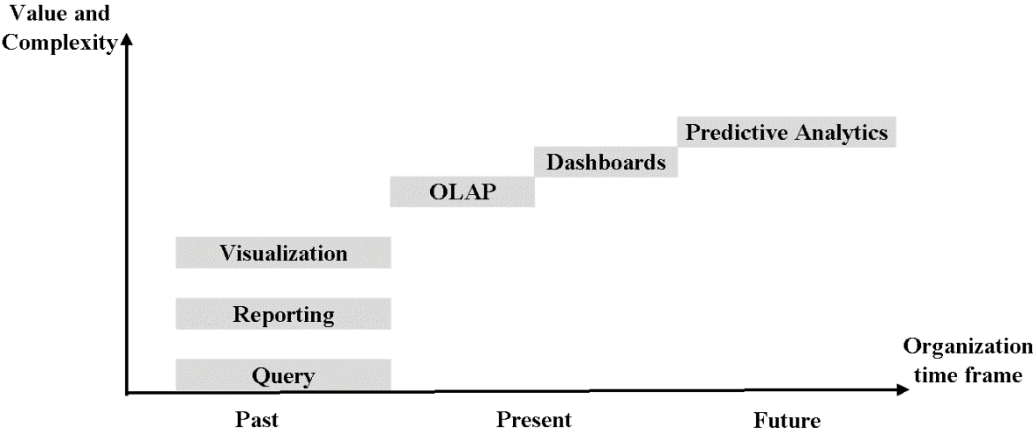 Value and
Complexity
Predictive Analytics
Dashboards
OLAP
Visualization
Reporting
Query
Organization
time frame
Past Present Future